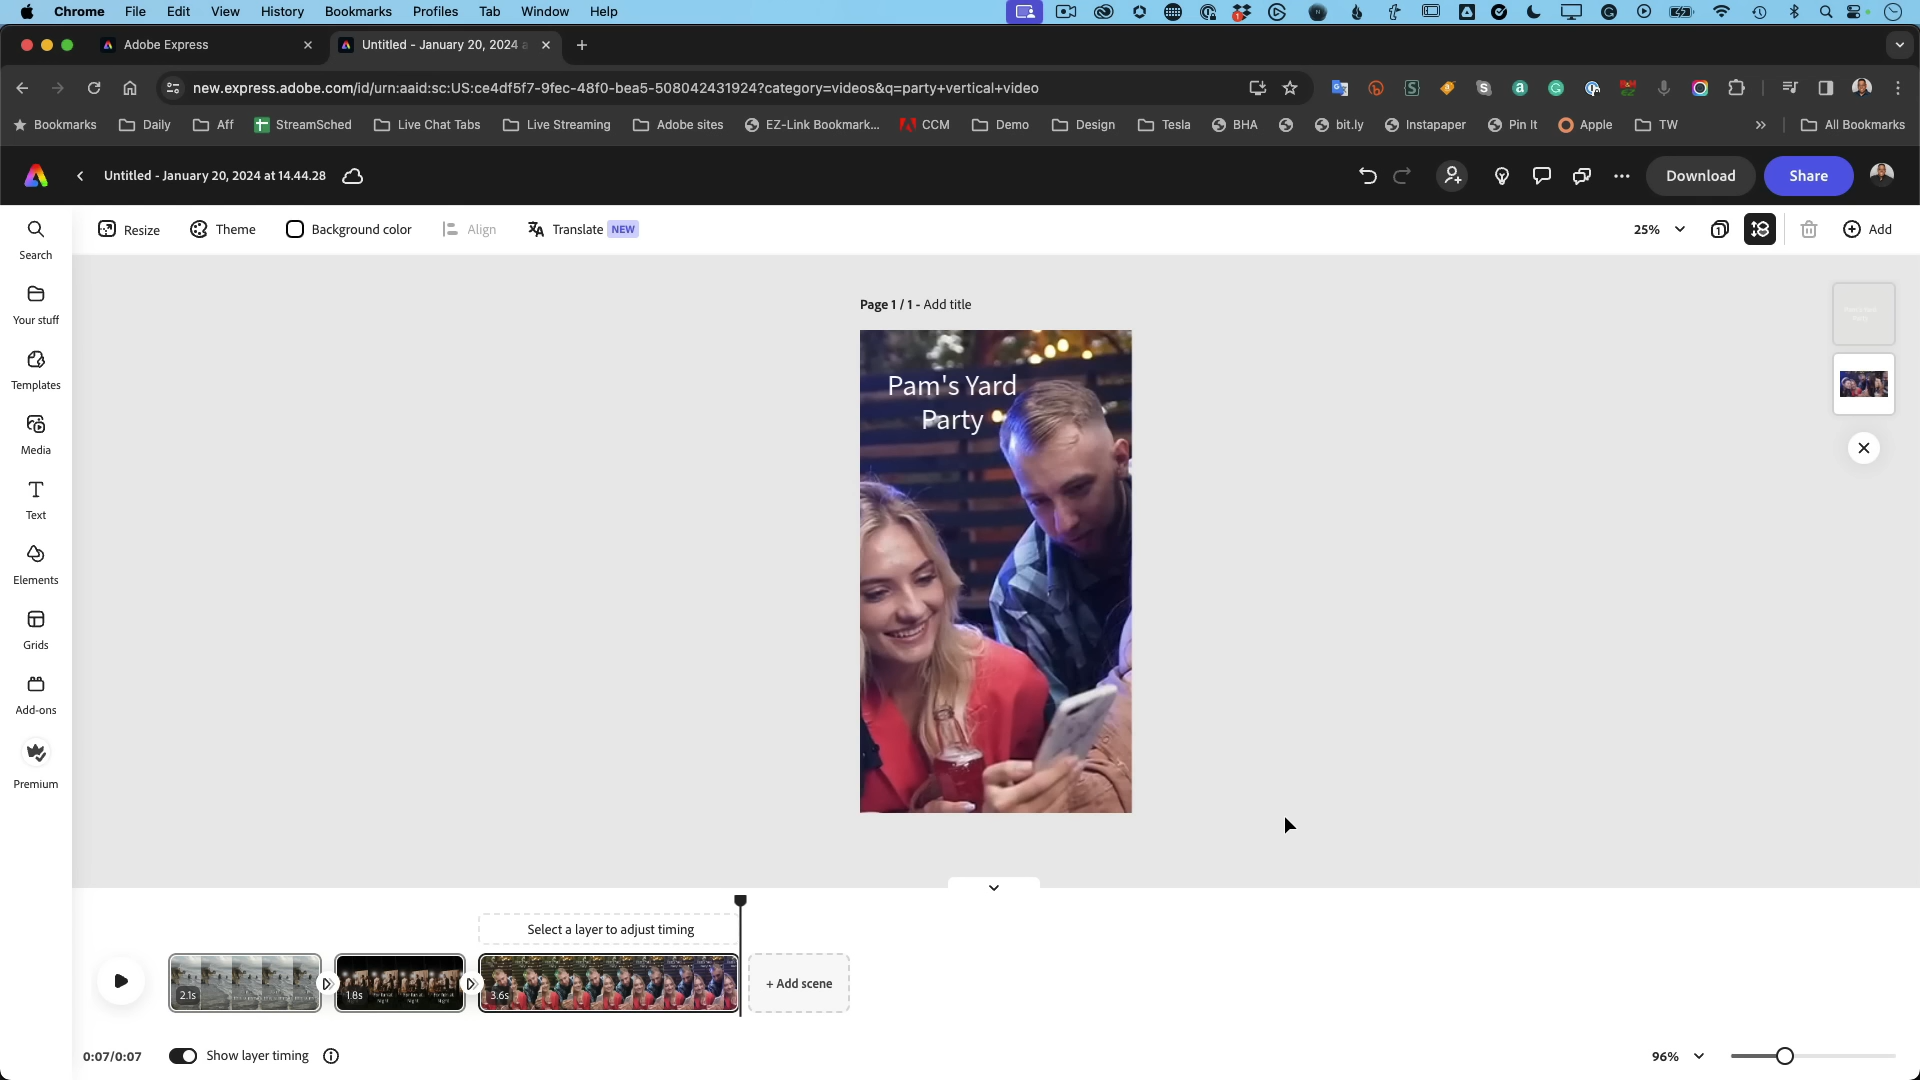 Chrome File Edit View History Bookmarks Profiles Tab Window Help
Adobe Express
Untitled - January 20, 2024 a
new.express.adobe.com/id/urn:aaid:sc:US:ce4df5f7-9fec-48f0-bea5-508042431924?category=videos&q=party+vertical+video
Bookmarks Daily Aff StreamSched Live Chat Tabs Live Streaming Adobe sites EZ-Link Bookmark... CCM Demo Design Tesla BHA bit.ly Instapaper Pin It Apple TW » All Bookmarks
Untitled - January 20, 2024 at 14.44.28
Download
Share
Resize Theme Background color Align Translate NEW
25%
Add
Search
Your stuff
Templates
Media
Text
Elements
Grids
Add-ons
Premium
Page 1 / 1 - Add title
Pam's Yard
Party
Select a layer to adjust timing
2.1s
1.8s
3.6s
+ Add scene
0:07/0:07
Show layer timing
96%